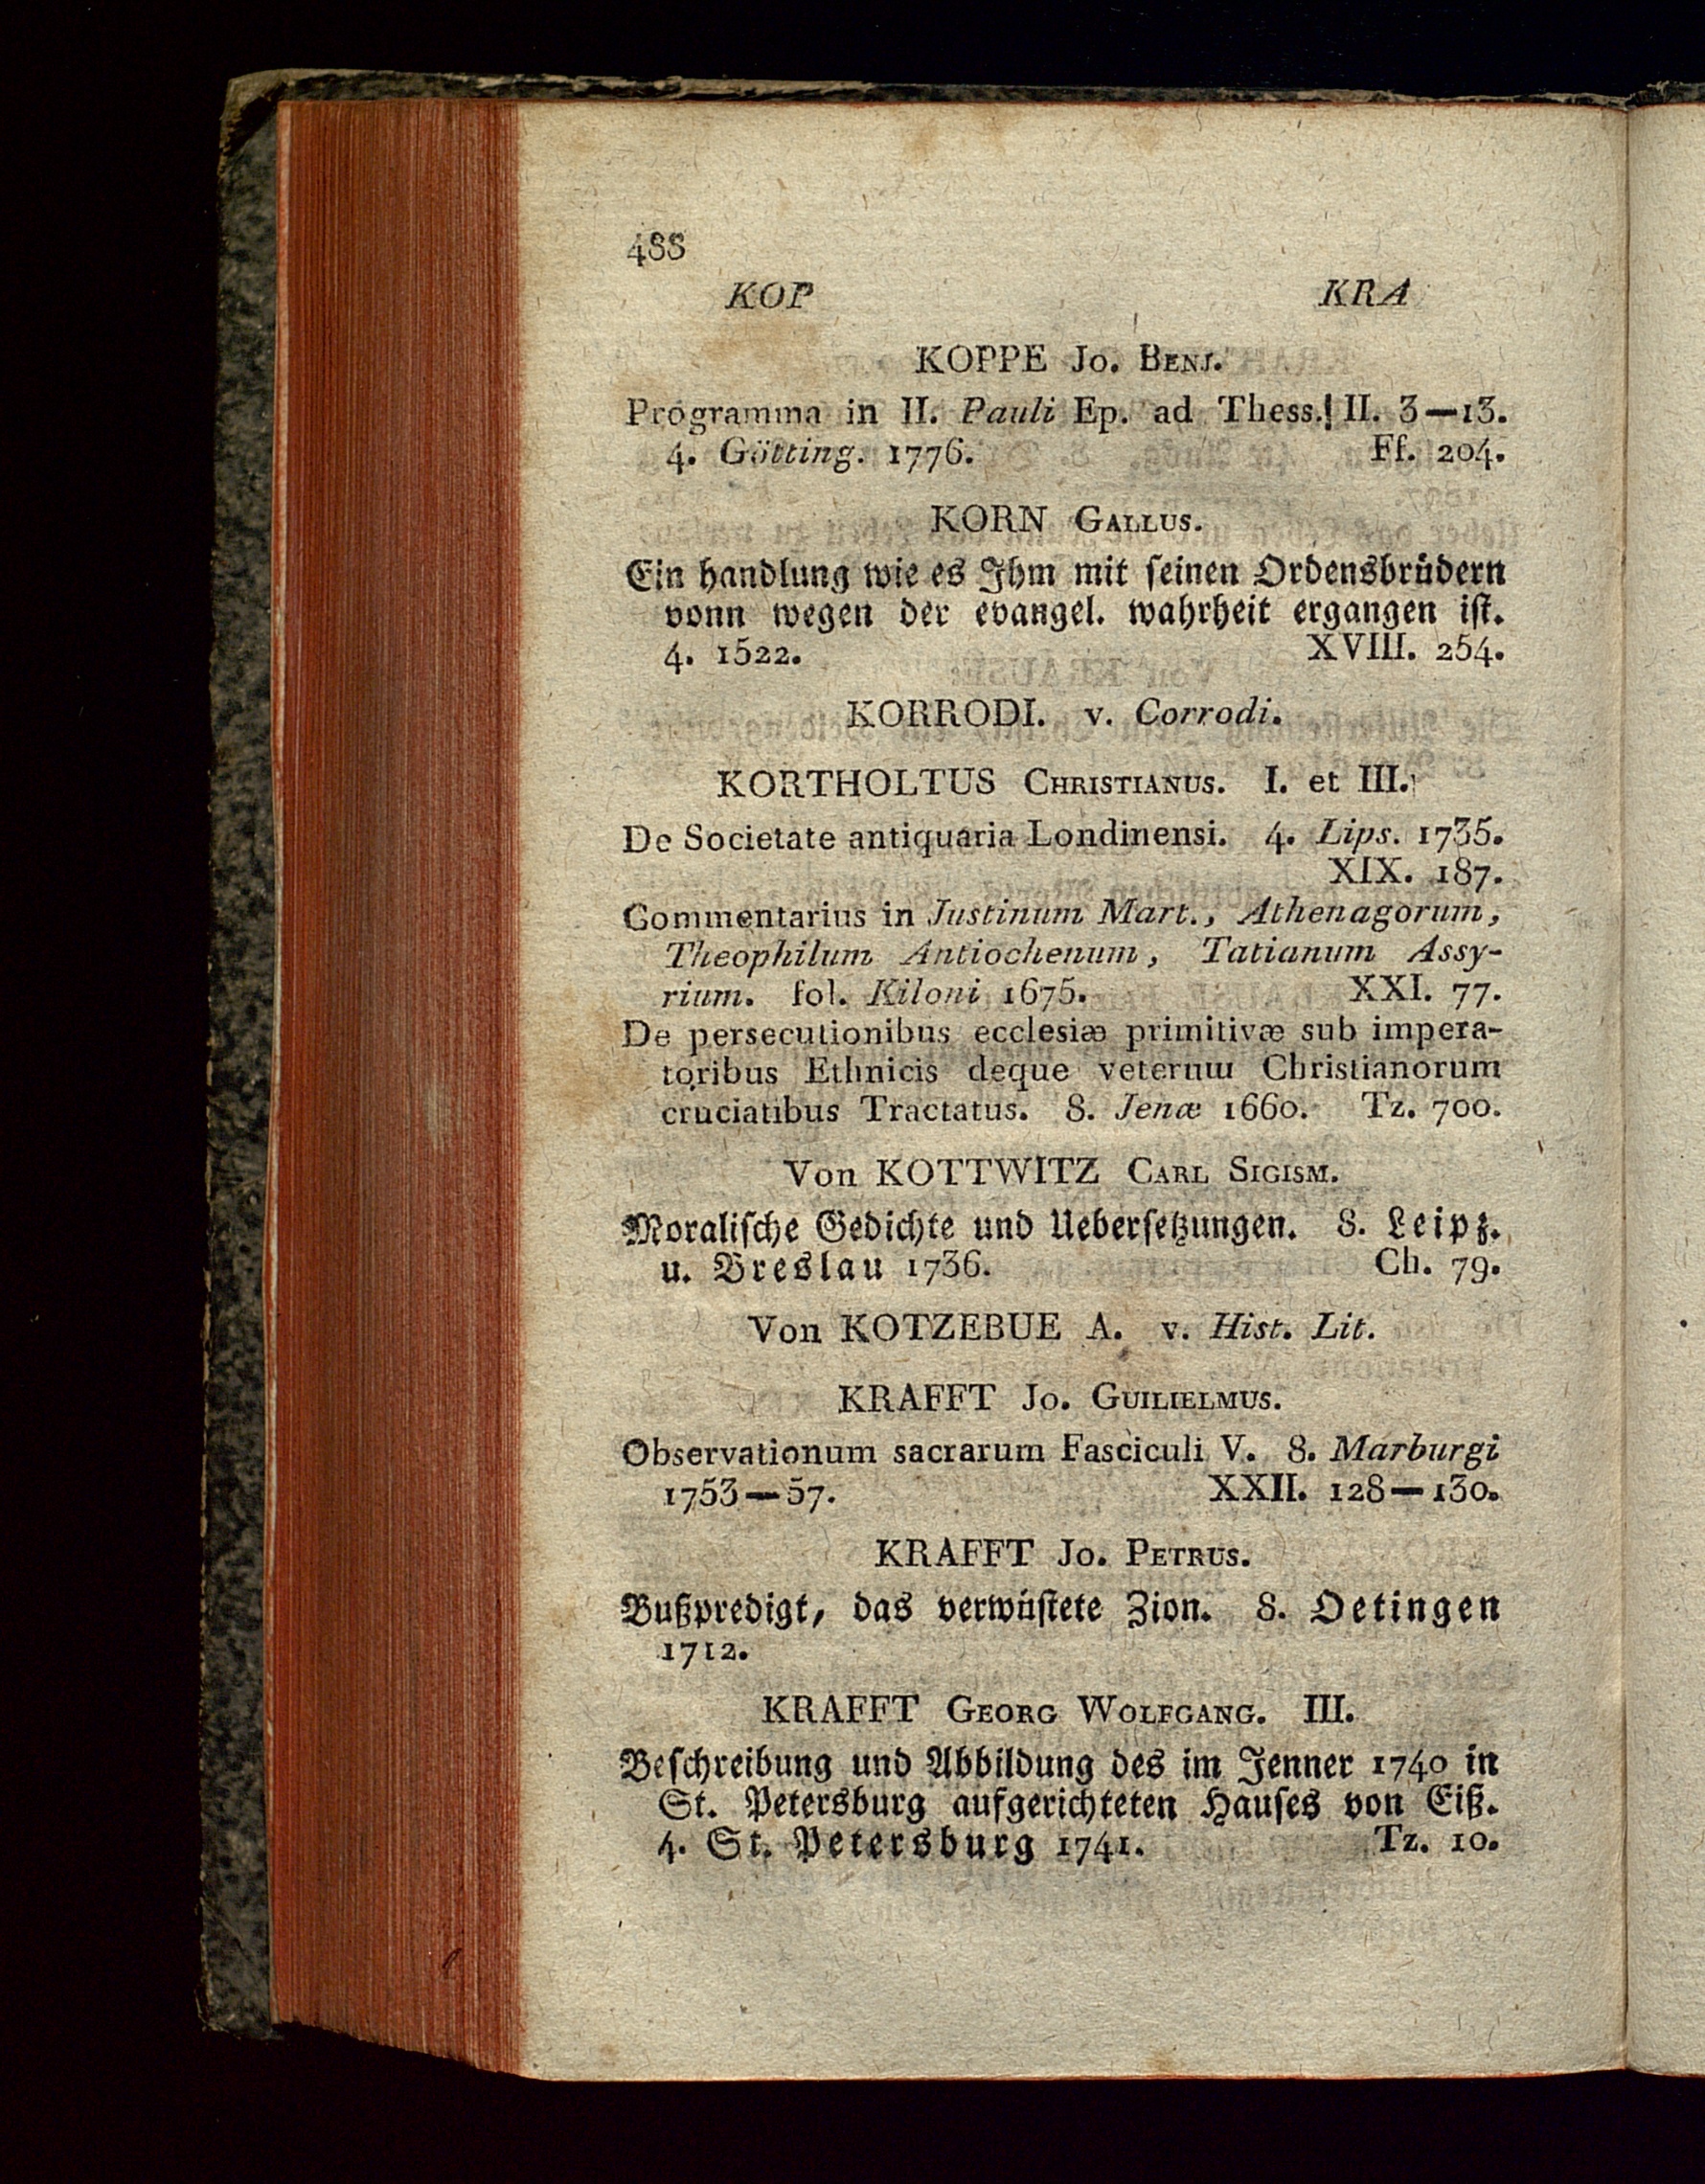 488
KOP KRA
KOPPE Jo. Benj.
Programma in II. Pauli Ep. ad Thess. II. 3—13.
4. Götting. 1776. Ff. 204.
KORN Gallus.
Ein handlung wie es Ihm mit ſeinen Ordensbrüdern
vonn wegen der evangel. wahrheit ergangen iſt.
4. 1522. XVIII. 254.
KORRODI. v. Corrodi.
KORTHOLTUS Christianus. I. et III.
De Societate antiquaria Londinensi. 4. Lips. 1735.
XIX. 187.
Commentarius in Justinum Mart., Athenagorum,
Theophilum Antiochenum, Tatianum Assy-
rium. fol. Kiloni 1675. XXI. 77.
De persecutionibus ecclesiæ primitivæ sub impera-
toribus Ethnicis deque veterum Christianorum
cruciatibus Tractatus. 8. Jenæ 1660. Tz. 700.
Von KOTTWITZ Carl Sigism.
Moraliſche Gedichte und Ueberſetzungen. 8. Leipz.
u. Breslau 1736. Ch. 79.
Von KOTZEBUE A. v. Hist. Lit.
KRAFFT Jo. Guilielmus.
Observationum sacrarum Fasciculi V. 8. Marburgi
1753—57. XXII. 128—130.
KRAFFT Jo. Petrus.
Bußpredigt, das verwüſtete Zion. 8. Oetingen
1712.
KRAFFT Georg Wolfgang. III.
Beſchreibung und Abbildung des im Jenner 1740 in
St. Petersburg aufgerichteten Hauſes von Eiß.
4. St. Petersburg 1741. Tz. 10.